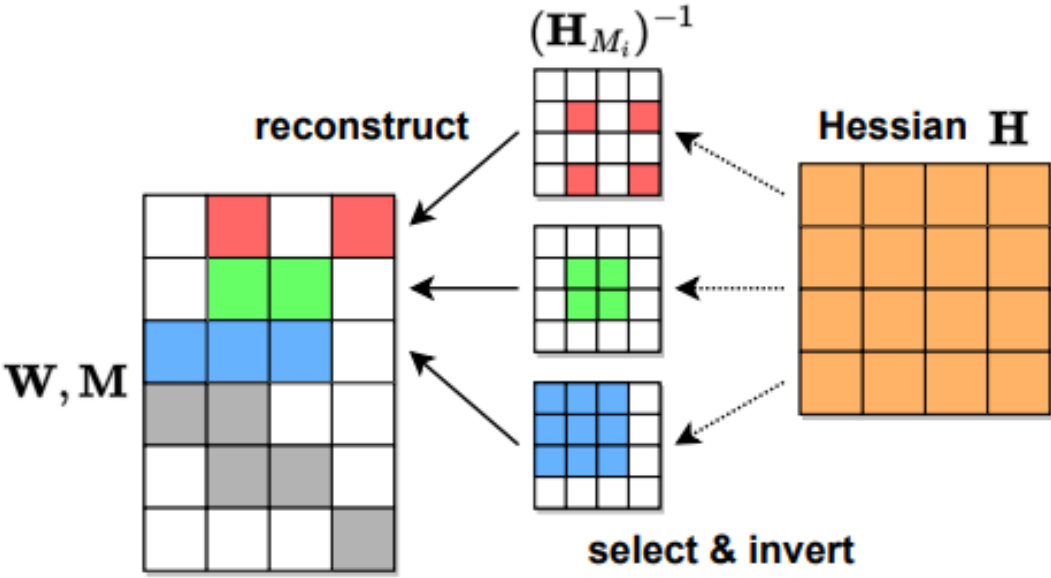 (H_{M_i})^{-1}
reconstruct
Hessian H
W, M
select & invert